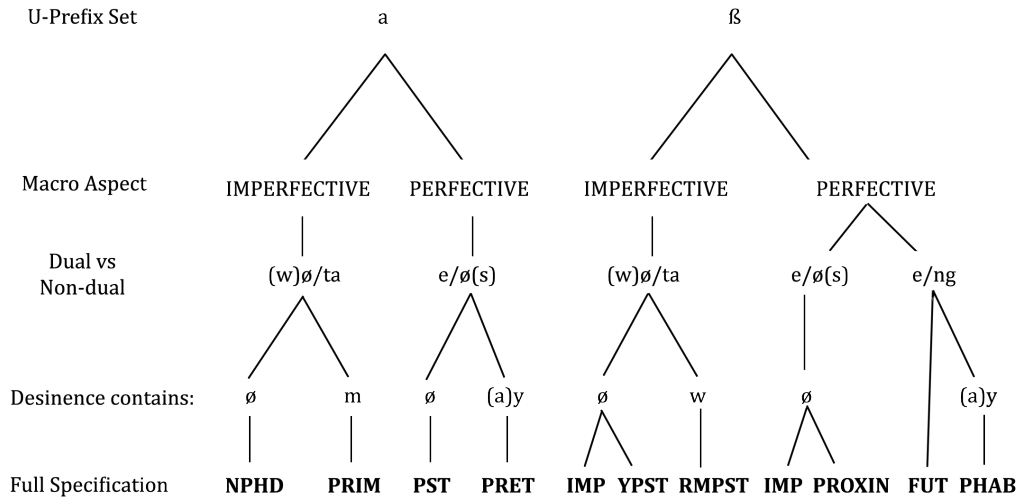 U-Prefix Set a ß
Macro Aspect IMPERFECTIVE PERFECTIVE IMPERFECTIVE PERFECTIVE
Dual vs
Non-dual
(w)ø/ta e/ø(s) (w)ø/ta e/ø(s) e/ng
Desinence contains: ø m ø (a)y ø w ø (a)y
Full Specification NPHD PRIM PST PRET IMP YPST RMPST IMP PROXIN FUT PHAB